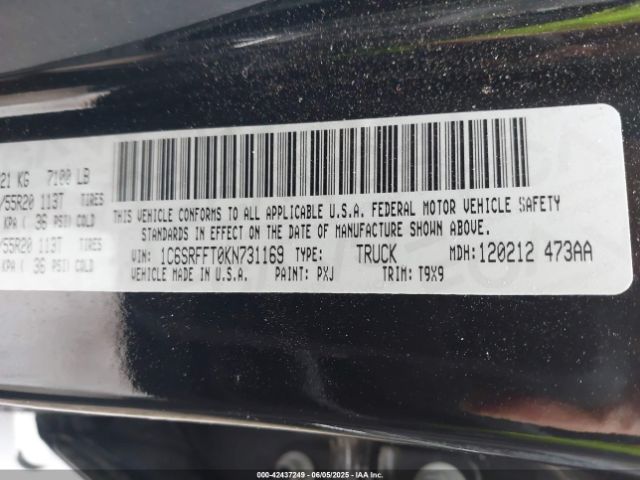 21 KG 7100 LB
/55R20 113T TIRES
KPA ( 36 PSI) COLD
/55R20 113T TIRES
KPA ( 36 PSI) COLD
THIS VEHICLE CONFORMS TO ALL APPLICABLE U.S.A. FEDERAL MOTOR VEHICLE SAFETY
STANDARDS IN EFFECT ON THE DATE OF MANUFACTURE SHOWN ABOVE.
VIN: 1C6SRFFT0KN731169 TYPE: TRUCK MDH: 120212 473AA
VEHICLE MADE IN U.S.A. PAINT: PXJ TRIM: T9X9
000-42437249 - 06/05/2025 - IAAI.COM